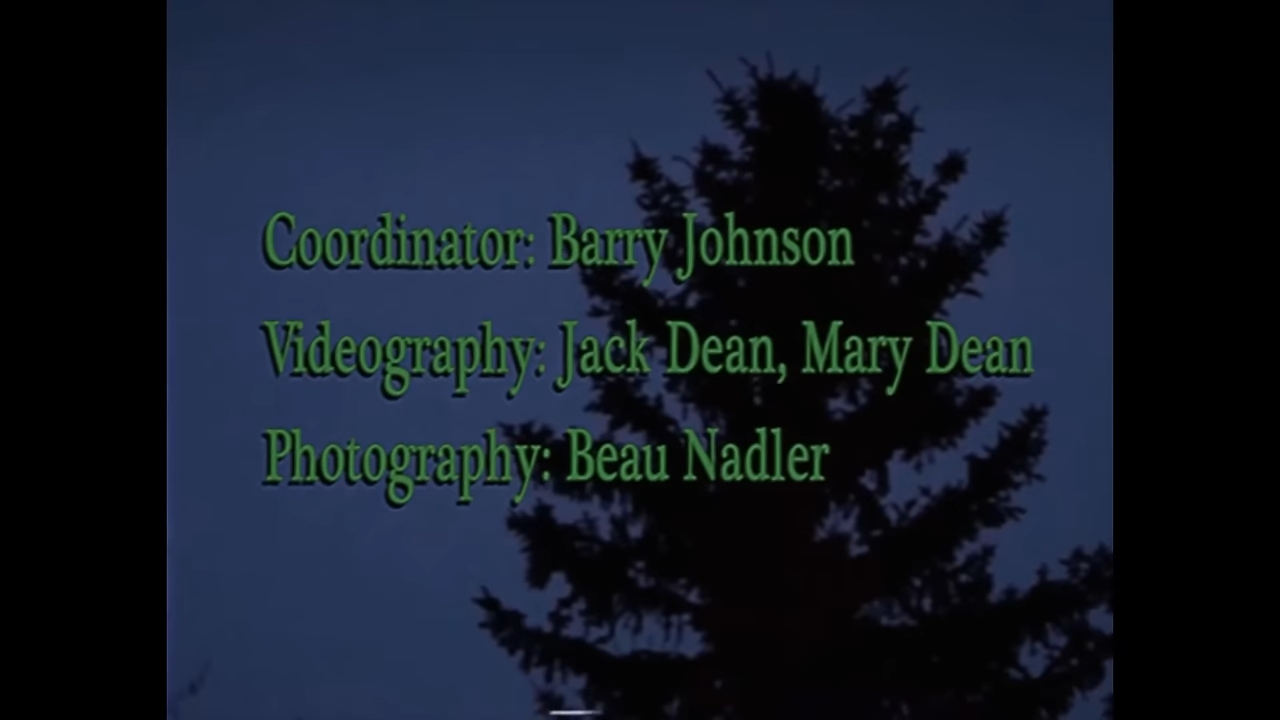 Coordinator: Barry Johnson
Videography: Jack Dean, Mary Dean
Photography: Beau Nadler